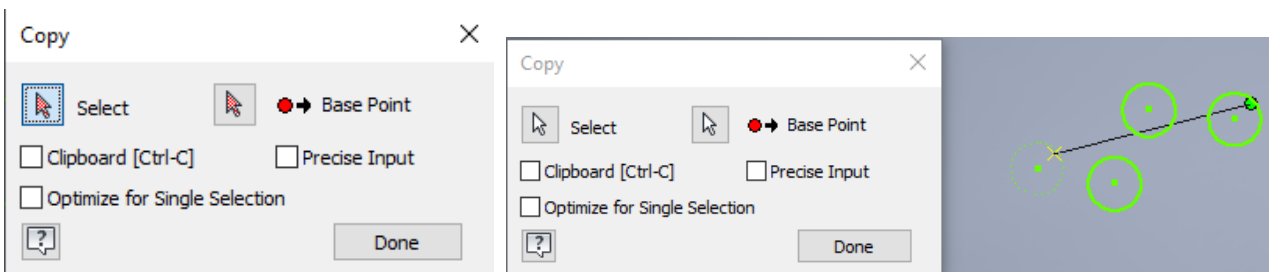 Copy
Select Base Point
Clipboard [Ctrl-C] Precise Input
Optimize for Single Selection
? Done
Copy
Select Base Point
Clipboard [Ctrl-C] Precise Input
Optimize for Single Selection
? Done